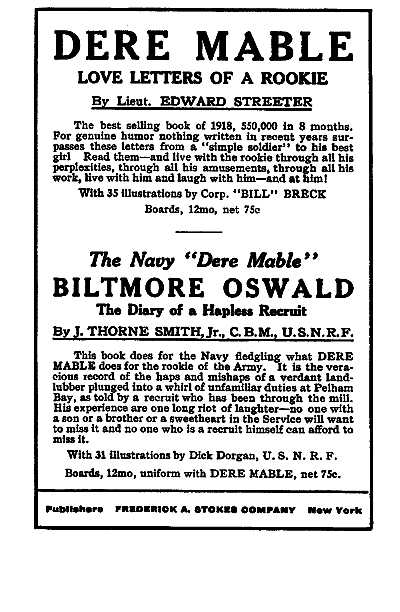 DERE MABLE
LOVE LETTERS OF A ROOKIE
By Lieut. EDWARD STREETER
The best selling book of 1918, 550,000 in 8 months.
For genuine humor nothing written in recent years sur-
passes these letters from a "simple soldier" to his best
girl Read them—and live with the rookie through all his
perplexities, through all his amusements, through all his
work, live with him and laugh with him—and at him!
With 35 illustrations by Corp. "BILL" BRECK
Boards, 12mo, net 75c
The Navy "Dere Mable"
BILTMORE OSWALD
The Diary of a Hapless Recruit
By J. THORNE SMITH, Jr., C.B.M., U.S.N.R.F.
This book does for the Navy fledgling what DERE
MABLE does for the rookie of the Army. It is the vera-
cious record of the haps and mishaps of a verdant land-
lubber plunged into a whirl of unfamiliar duties at Pelham
Bay, as told by a recruit who has been through the mill.
His experience are one long riot of laughter—no one with
a son or a brother or a sweetheart in the Service will want
to miss it and no one who is a recruit himself can afford to
miss it.
With 31 illustrations by Dick Dorgan, U. S. N. R. F.
Boards, 12mo, uniform with DERE MABLE, net 75c.
Publishers FREDERICK A. STOKES COMPANY New York